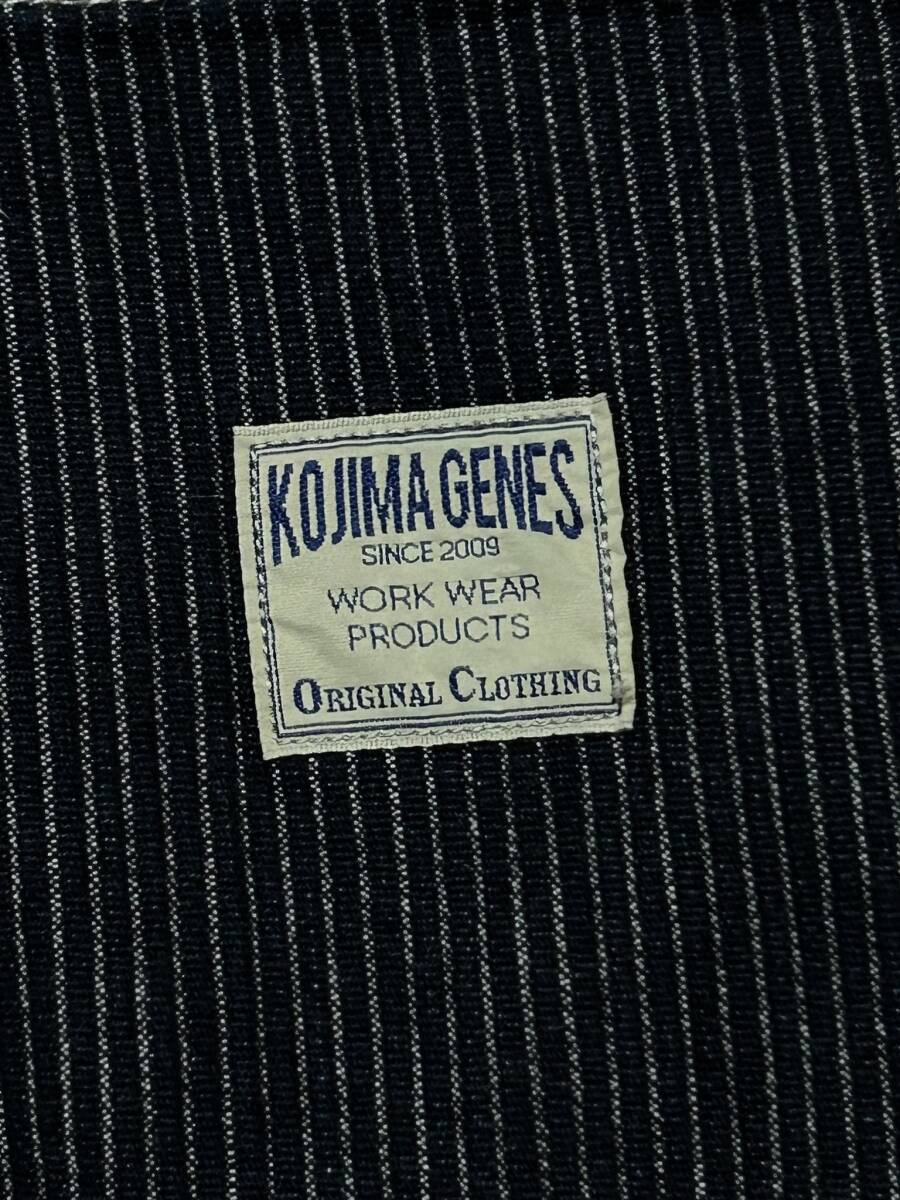 KOJIMA GENES
SINCE 2009
WORK WEAR
PRODUCTS
ORIGINAL CLOTHING